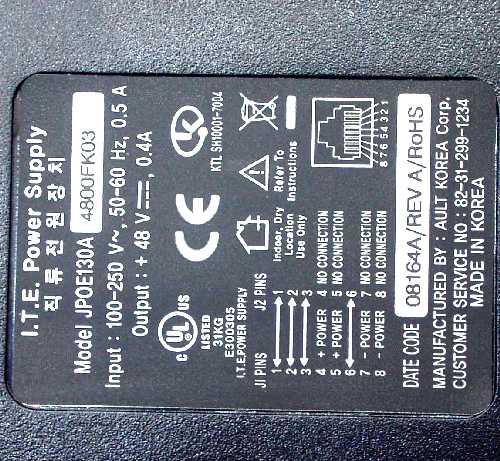 I.T.E. Power Supply
직 류 전 원 장 치
Model JPOE130A 4800FK03
Input : 100-250 V~, 50-60 Hz, 0.5 A
Output : + 48 V ⎓, 0.4A
c UL US
LISTED
31KG
E300305
I.T.E.POWER SUPPLY
CE
KTL SH10001-7004
Indoor, Dry
Location
Use Only
Refer To
Instructions
8 7 6 5 4 3 2 1
J1 PINS J2 PINS
1 1
2 2
3 3
4 + POWER 4 NO CONNECTION
5 + POWER 5 NO CONNECTION
6 6
7 - POWER 7 NO CONNECTION
8 - POWER 8 NO CONNECTION
DATE CODE 08164A/REV A/RoHS
MANUFACTURED BY : AULT KOREA Corp.
CUSTOMER SERVICE NO : 82-31-299-1234
MADE IN KOREA